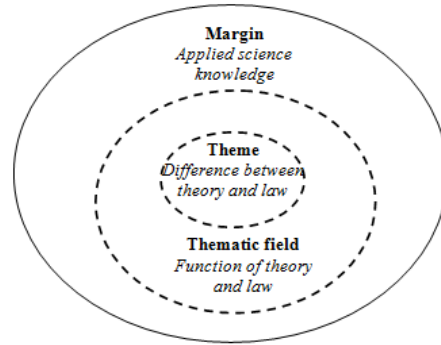 Margin
Applied science
knowledge
Theme
Difference between
theory and law
Thematic field
Function of theory
and law